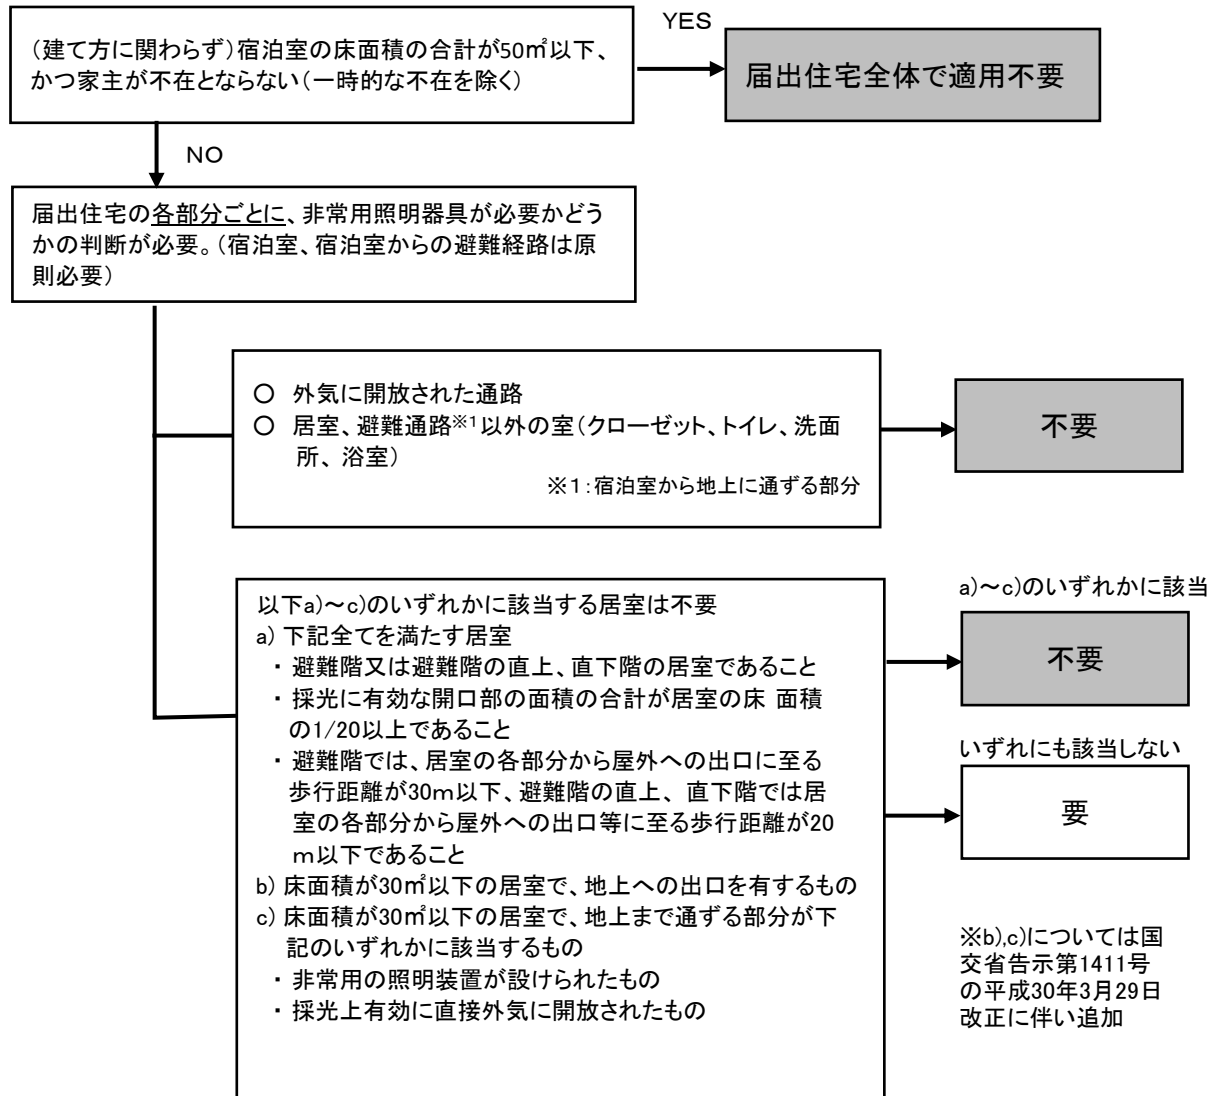 (建て方に関わらず)宿泊室の床面積の合計が50㎡以下、
かつ家主が不在とならない(一時的な不在を除く)
YES
届出住宅全体で適用不要
NO
届出住宅の各部分ごとに、非常用照明器具が必要かどう
かの判断が必要。(宿泊室、宿泊室からの避難経路は原
則必要)
○ 外気に開放された通路
○ 居室、避難通路※1以外の室(クローゼット、トイレ、洗面
所、浴室)
※1:宿泊室から地上に通ずる部分
不要
以下a)~c)のいずれかに該当する居室は不要
a) 下記全てを満たす居室
・ 避難階又は避難階の直上、直下階の居室であること
・ 採光に有効な開口部の面積の合計が居室の床 面積
の1/20以上であること
・ 避難階では、居室の各部分から屋外への出口に至る
歩行距離が30m以下、避難階の直上、直下階では居
室の各部分から屋外への出口等に至る歩行距離が20
m以下であること
b) 床面積が30㎡以下の居室で、地上への出口を有するもの
c) 床面積が30㎡以下の居室で、地上まで通ずる部分が下
記のいずれかに該当するもの
・ 非常用の照明装置が設けられたもの
・ 採光上有効に直接外気に開放されたもの
a)~c)のいずれかに該当
不要
いずれにも該当しない
要
※b),c)については国
交省告示第1411号
の平成30年3月29日
改正に伴い追加